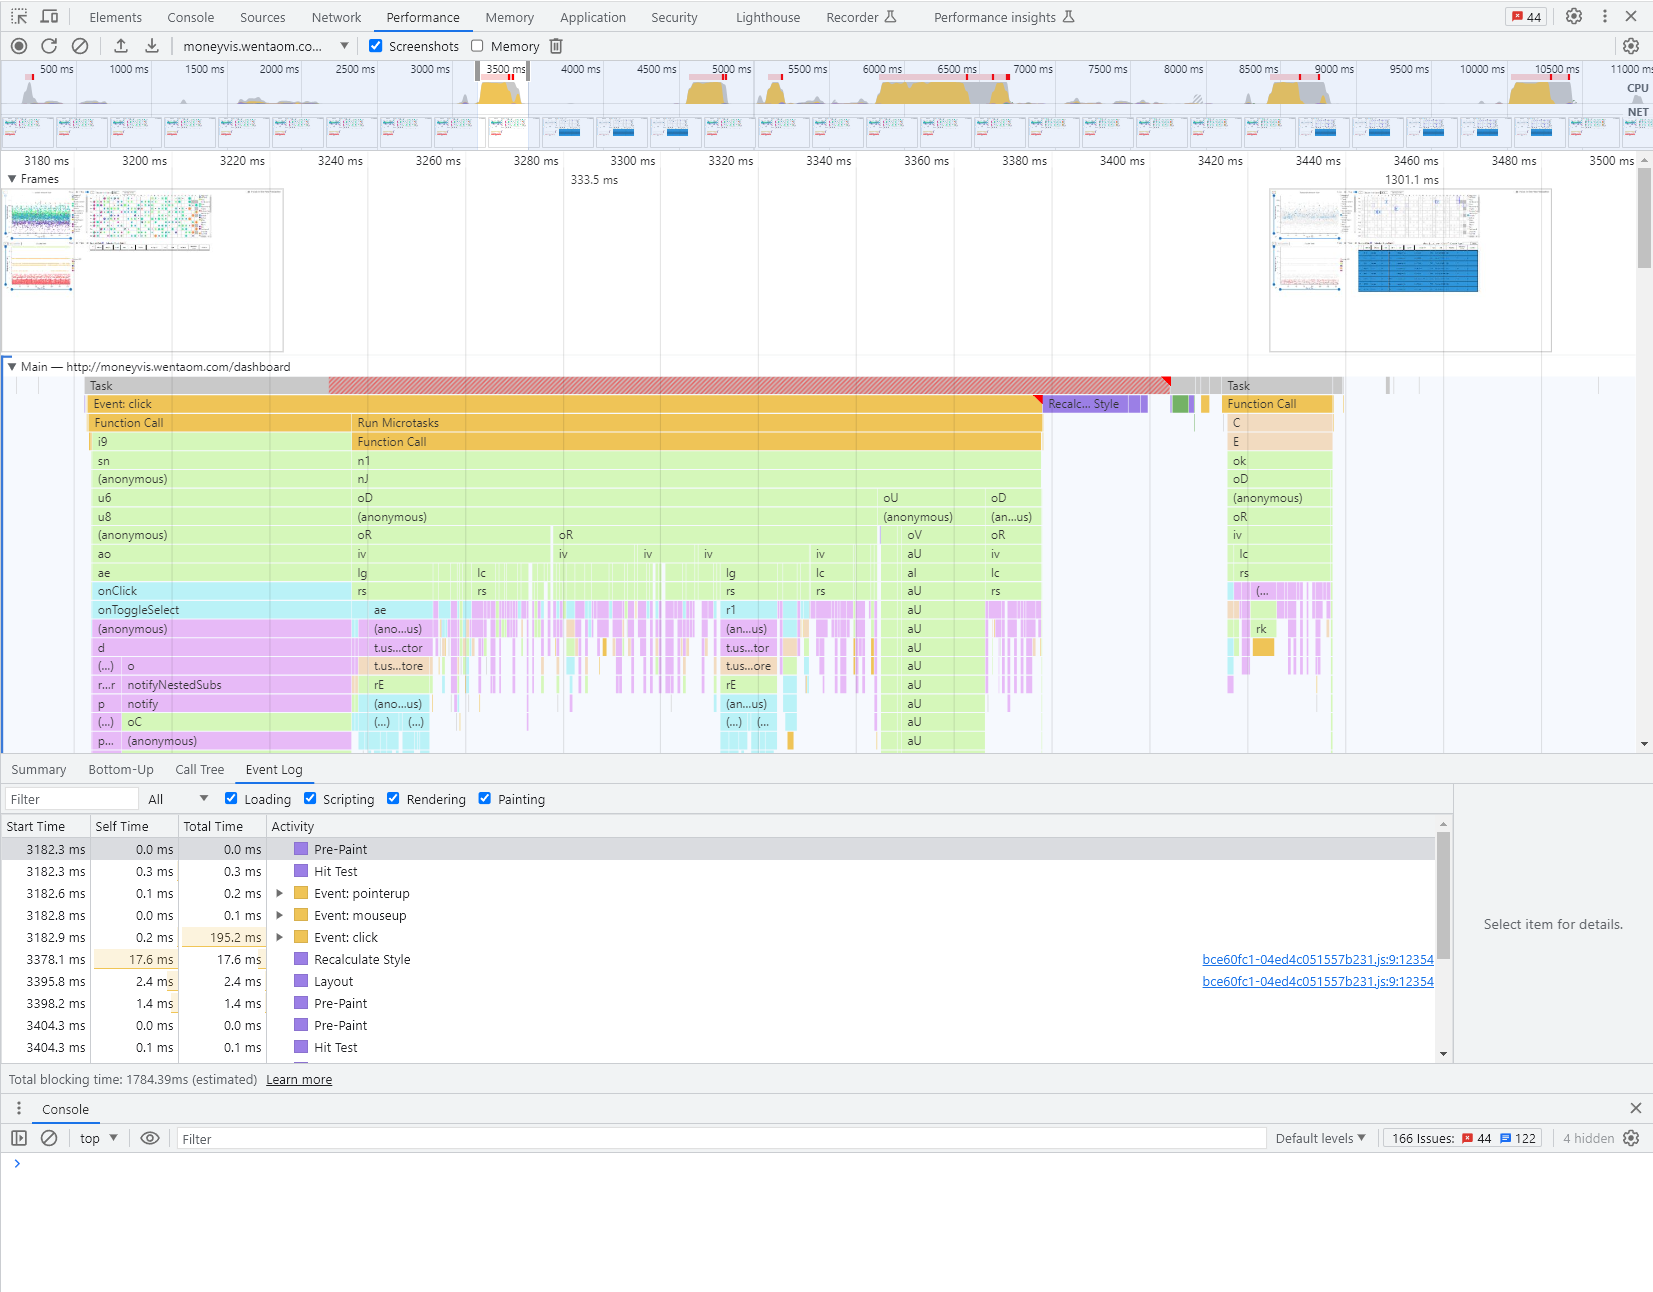 Elements Console Sources Network Performance Memory Application Security Lighthouse Recorder Performance insights 44
moneyvis.wentaom.co... Screenshots Memory
500 ms 1000 ms 1500 ms 2000 ms 2500 ms 3000 ms 3500 ms 4000 ms 4500 ms 5000 ms 5500 ms 6000 ms 6500 ms 7000 ms 7500 ms 8000 ms 8500 ms 9000 ms 9500 ms 10000 ms 10500 ms 11000 ms
CPU
NET
3180 ms 3200 ms 3220 ms 3240 ms 3260 ms 3280 ms 3300 ms 3320 ms 3340 ms 3360 ms 3380 ms 3400 ms 3420 ms 3440 ms 3460 ms 3480 ms 3500 ms
Frames 333.5 ms 1301.1 ms
Main — http://moneyvis.wentaom.com/dashboard
Task Task
Event: click Recalc... Style Function Call
Function Call Run Microtasks C
i9 Function Call E
sn n1 ok
(anonymous) nJ oD
u6 oD oU oD (anonymous)
u8 (anonymous) (anonymous) (an...us) oR
(anonymous) oR oR oV oR iv
ao iv iv iv iv iv aU iv lc
ae lg lc lg lc aI lc rs
onClick rs rs rs rs aU rs (...
onToggleSelect ae r1 aU
(anonymous) (ano...us) (an...us) aU rk
d t.us...ctor t.us...tor aU
(...) o t.us...tore t.us...ore aU
r...r notifyNestedSubs rE rE aU
p notify (ano...us) (an...us) aU
(...) oC (...) (...) (...) (... aU
p... (anonymous) aU
Summary Bottom-Up Call Tree Event Log
Filter All Loading Scripting Rendering Painting
Start Time Self Time Total Time Activity
3182.3 ms 0.0 ms 0.0 ms Pre-Paint
3182.3 ms 0.3 ms 0.3 ms Hit Test
3182.6 ms 0.1 ms 0.2 ms Event: pointerup
3182.8 ms 0.0 ms 0.1 ms Event: mouseup
3182.9 ms 0.2 ms 195.2 ms Event: click
3378.1 ms 17.6 ms 17.6 ms Recalculate Style bce60fc1-04ed4c051557b231.js:9:12354
3395.8 ms 2.4 ms 2.4 ms Layout bce60fc1-04ed4c051557b231.js:9:12354
3398.2 ms 1.4 ms 1.4 ms Pre-Paint
3404.3 ms 0.0 ms 0.0 ms Pre-Paint
3404.3 ms 0.1 ms 0.1 ms Hit Test
Select item for details.
Total blocking time: 1784.39ms (estimated) Learn more
Console
top Filter Default levels 166 Issues: 44 122 4 hidden